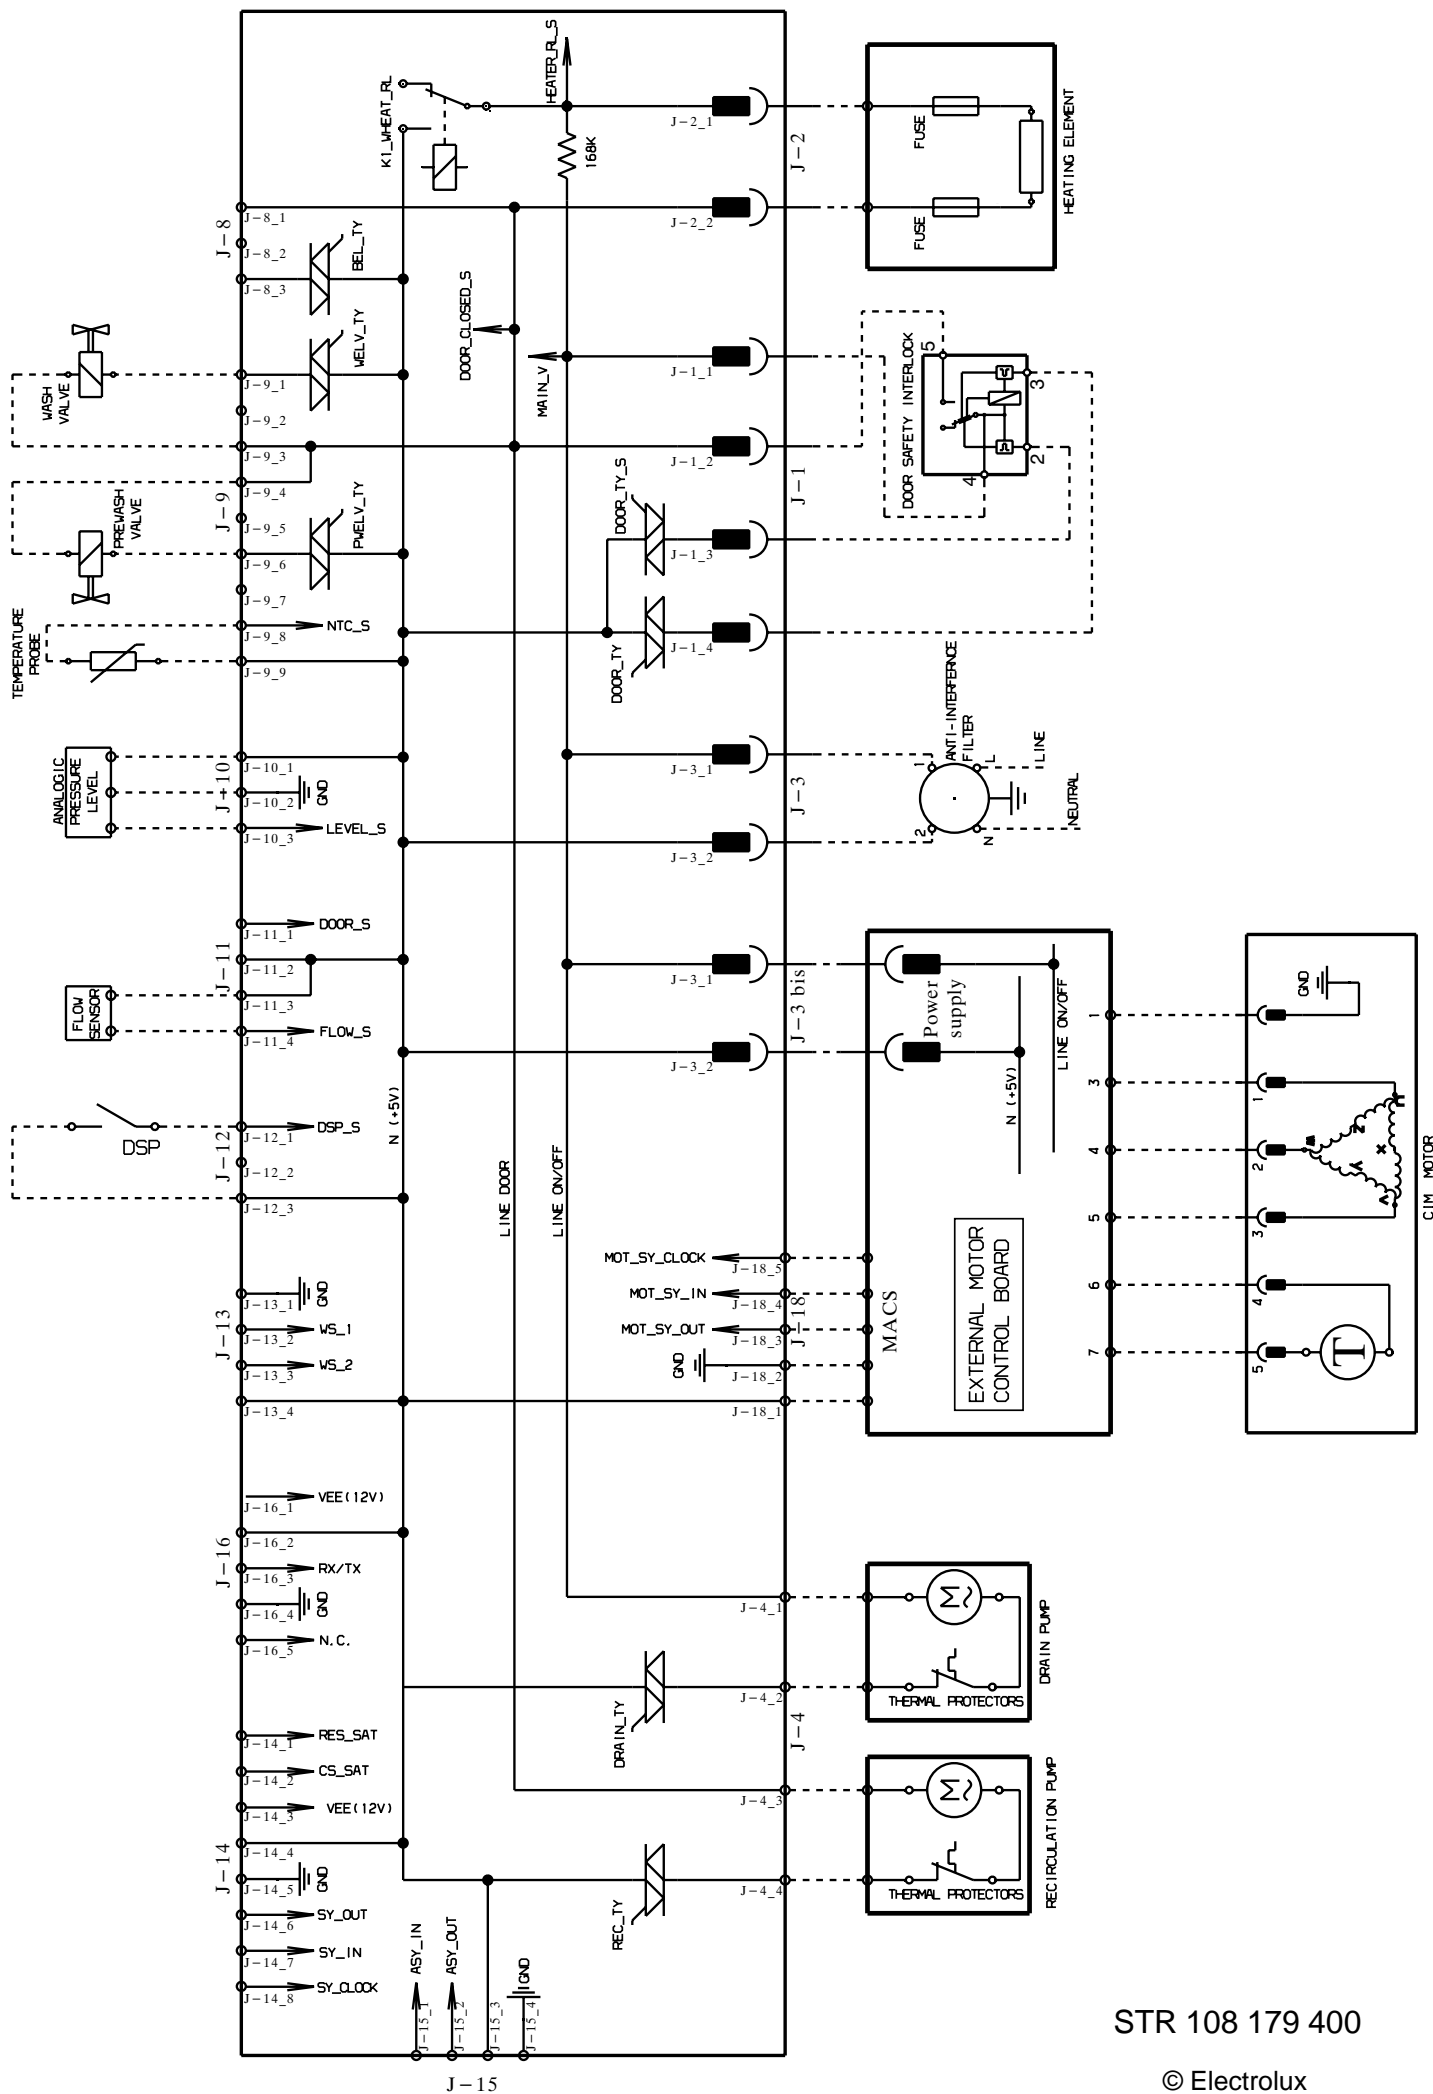 HEATER_RL_S
K1_WHEAT_RL
168K
J-2_1
J-2
J-2_2
FUSE
FUSE
HEATING ELEMENT
J-8
J-8_1
J-8_2
J-8_3
BEL_TY
DOOR_CLOSED_S
MAIN_V
WASH
VALVE
WELV_TY
J-9_1
J-9_2
J-9_3
J-9_4
J-9
J-9_5
J-9_6
J-9_7
J-9_8
J-9_9
PREWASH
VALVE
PWELV_TY
NTC_S
TEMPERATURE
PROBE
J-1_1
J-1_2
J-1
J-1_3
J-1_4
DOOR_TY_S
DOOR_TY
DOOR SAFETY INTERLOCK
5
3
2
4
ANALOGIC
PRESSURE
LEVEL
J-10
J-10_1
J-10_2
GND
J-10_3
LEVEL_S
J-3_1
J-3
J-3_2
ANTI-INTERFERNCE
FILTER
1
L
LINE
2
N
NEUTRAL
J-11
J-11_1
DOOR_S
J-11_2
J-11_3
J-11_4
FLOW_S
FLOW
SENSOR
J-3_1
J-3 bis
J-3_2
Power
supply
N (+5V)
LINE ON/OFF
DSP
J-12
J-12_1
DSP_S
J-12_2
J-12_3
N (+5V)
LINE DOOR
LINE ON/OFF
J-13
J-13_1
GND
J-13_2
WS_1
J-13_3
WS_2
J-13_4
MOT_SY_CLOCK
J-18_5
MOT_SY_IN
J-18_4
MOT_SY_OUT
J-18_3
GND
J-18_2
J-18_1
J-18
MACS
EXTERNAL MOTOR
CONTROL BOARD
1
3
4
5
6
7
GND
1
2
3
4
5
U
Z
W
X
Y
V
T
CIM MOTOR
J-16
J-16_1
VEE(12V)
J-16_2
J-16_3
RX/TX
J-16_4
GND
J-16_5
N.C.
J-14
J-14_1
RES_SAT
J-14_2
CS_SAT
J-14_3
VEE(12V)
J-14_4
J-14_5
GND
J-14_6
SY_OUT
J-14_7
SY_IN
J-14_8
SY_CLOCK
J-4_1
J-4_2
J-4
J-4_3
J-4_4
DRAIN_TY
REC_TY
M
THERMAL PROTECTORS
DRAIN PUMP
M
THERMAL PROTECTORS
RECIRCULATION PUMP
ASY_IN
J-15_1
ASY_OUT
J-15_2
J-15_3
GND
J-15_4
J-15
STR 108 179 400
© Electrolux